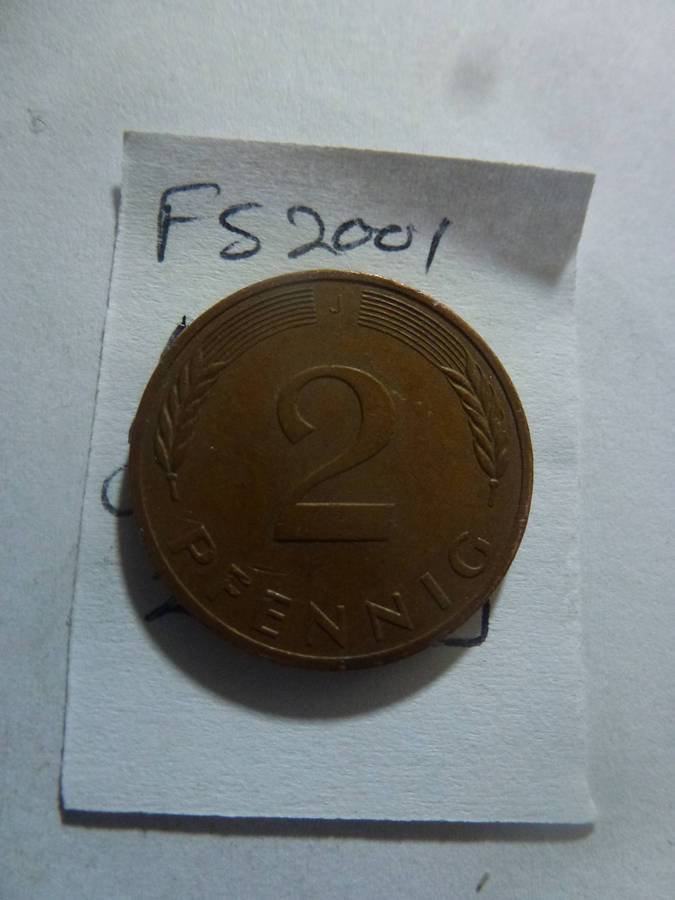 FS2001
J
2
PFENNIG